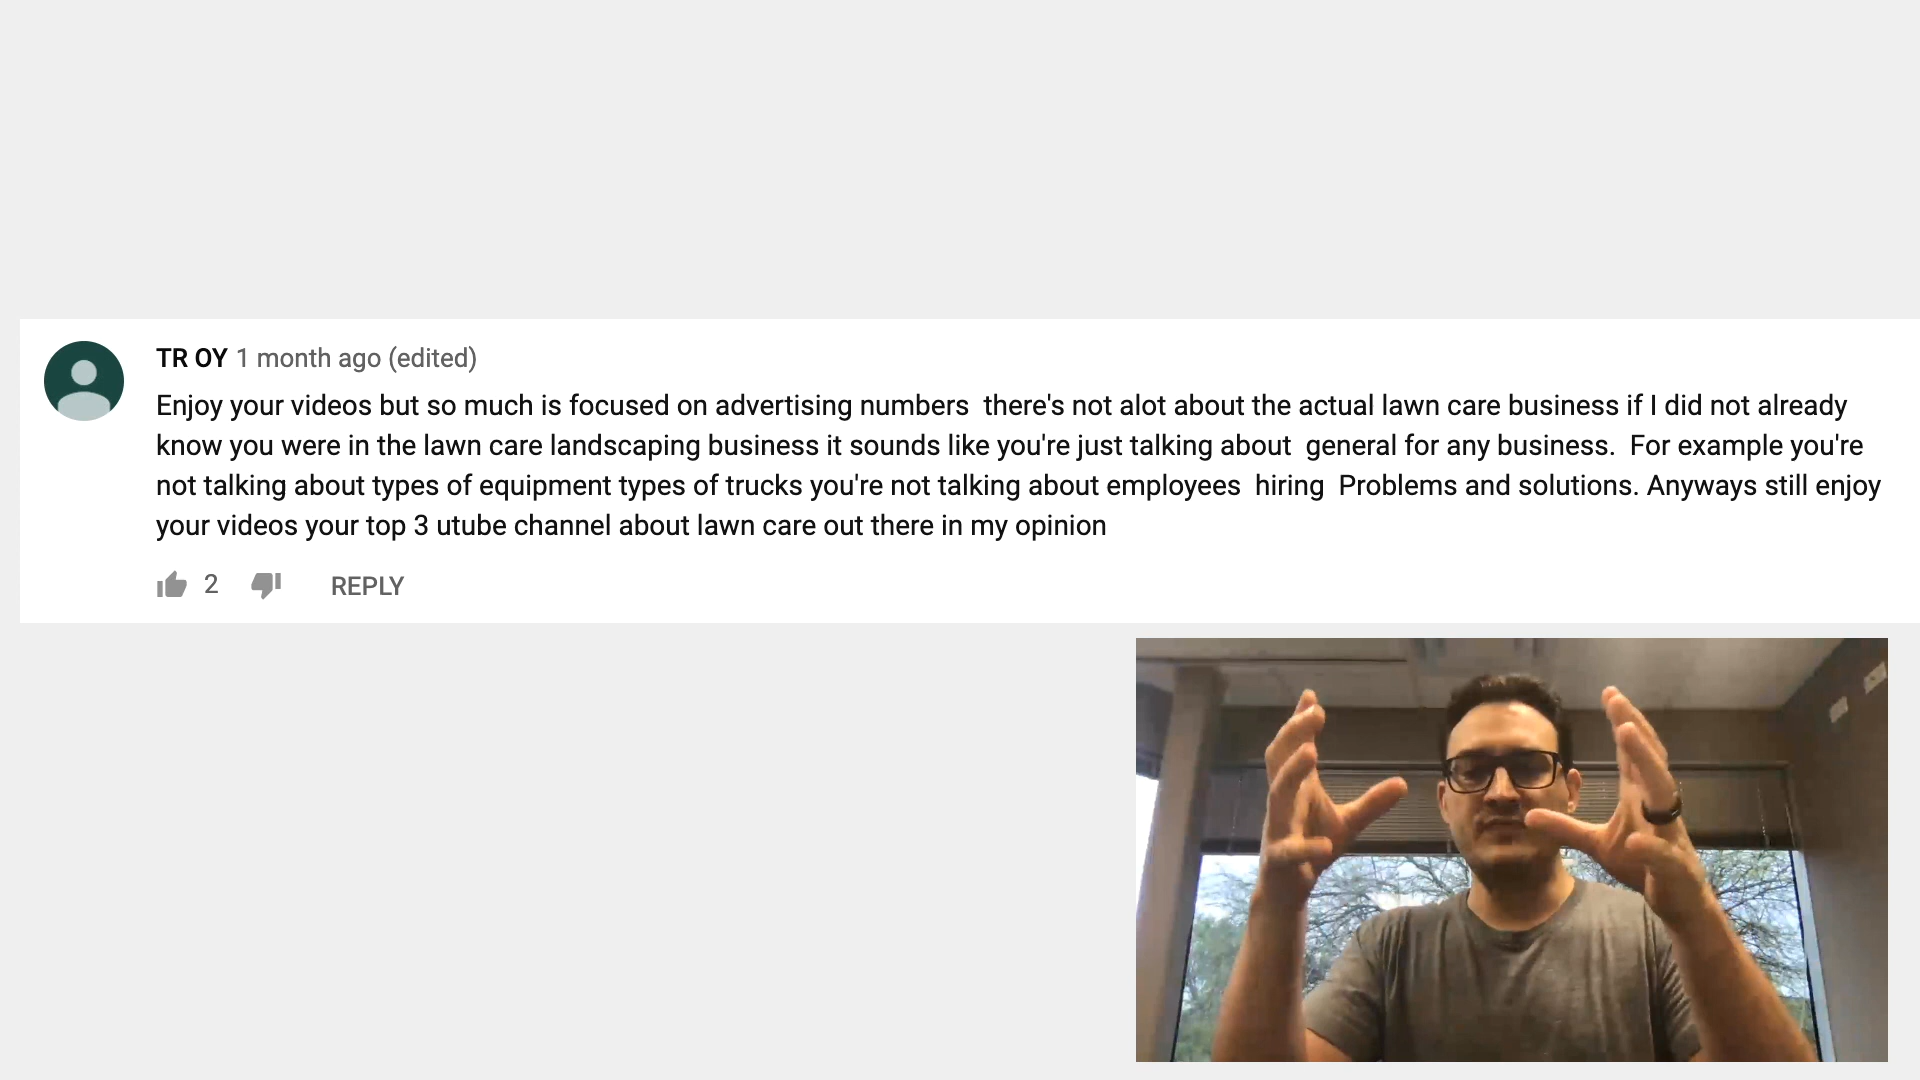 TR OY 1 month ago (edited)
Enjoy your videos but so much is focused on advertising numbers  there's not alot about the actual lawn care business if I did not already
know you were in the lawn care landscaping business it sounds like you're just talking about  general for any business.  For example you're
not talking about types of equipment types of trucks you're not talking about employees  hiring  Problems and solutions. Anyways still enjoy
your videos your top 3 utube channel about lawn care out there in my opinion
2 REPLY